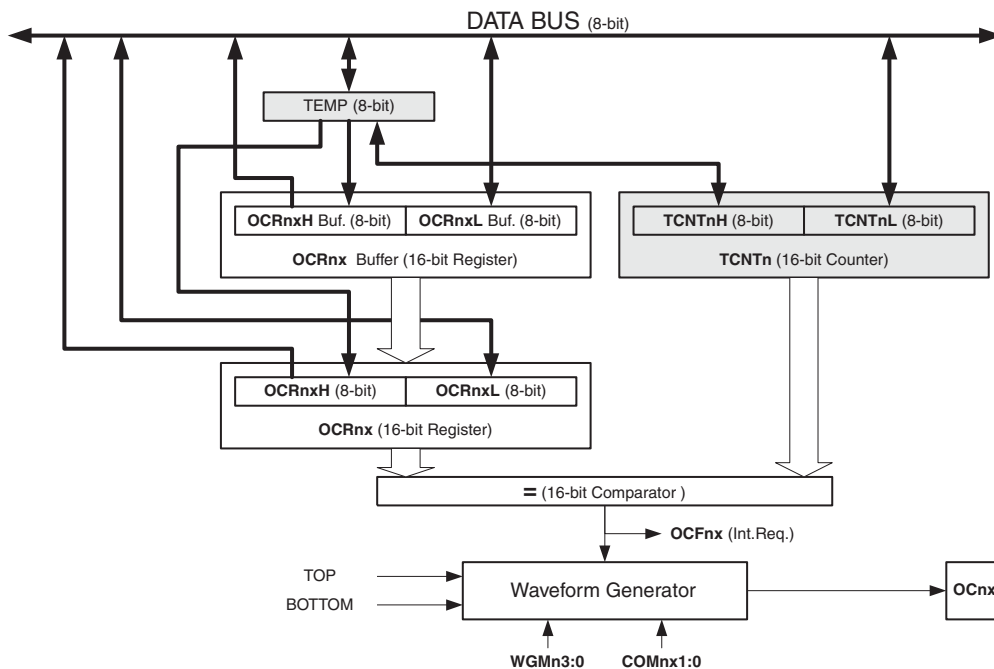 DATA BUS (8-bit)
TEMP (8-bit)
OCRnxH Buf. (8-bit) OCRnxL Buf. (8-bit)
OCRnx Buffer (16-bit Register)
TCNTnH (8-bit) TCNTnL (8-bit)
TCNTn (16-bit Counter)
OCRnxH (8-bit) OCRnxL (8-bit)
OCRnx (16-bit Register)
= (16-bit Comparator )
OCFnx (Int.Req.)
TOP
BOTTOM
Waveform Generator
OCnx
WGMn3:0 COMnx1:0